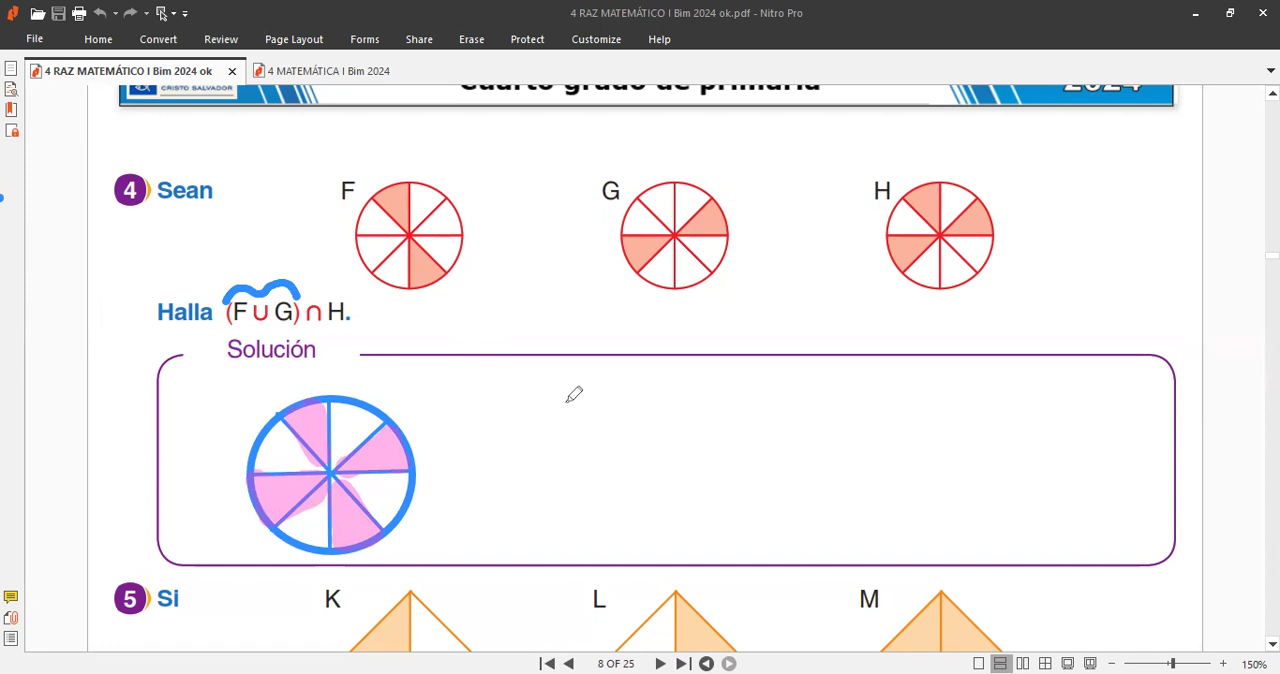 4 RAZ MATEMÁTICO I Bim 2024 ok.pdf - Nitro Pro
File Home Convert Review Page Layout Forms Share Erase Protect Customize Help
4 RAZ MATEMÁTICO I Bim 2024 ok 4 MATEMÁTICA I Bim 2024
CRISTO SALVADOR Cuarto grado de primaria 2024
4 Sean F G H
Halla (F ∪ G) ∩ H.
Solución
5 Si K L M
8 OF 25 150%